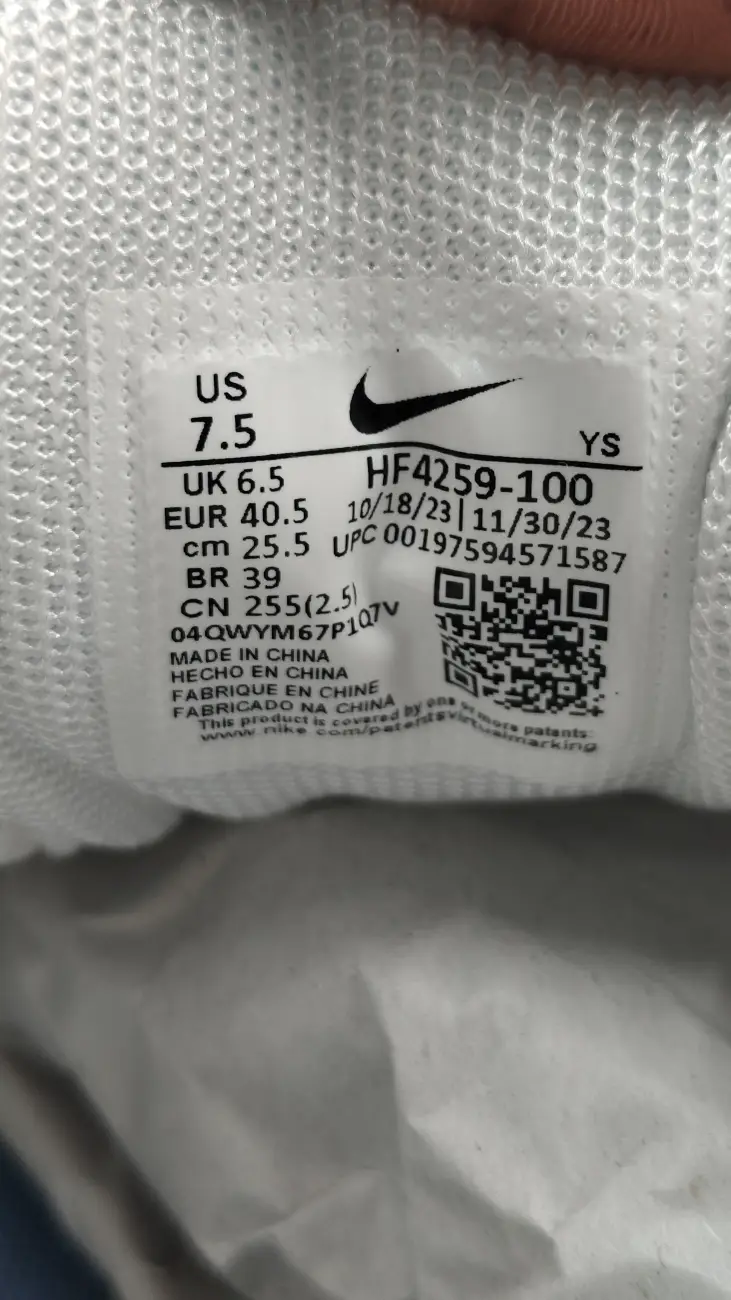 US
7.5
YS
UK 6.5
HF4259-100
EUR 40.5
10/18/23|11/30/23
cm 25.5
UPC 00197594571587
BR 39
CN 255(2.5)
04QWYM67P1Q7V
MADE IN CHINA
HECHO EN CHINA
FABRIQUE EN CHINE
FABRICADO NA CHINA
This product is covered by one or more patents:
www.nike.com/patentsvirtualmarking